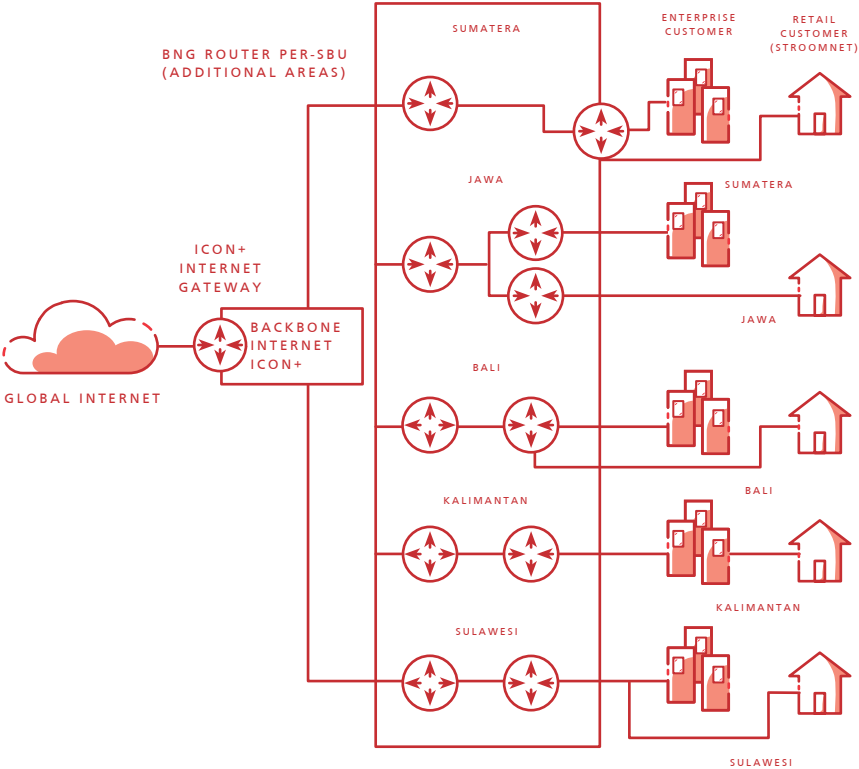 SUMATERA
ENTERPRISE
CUSTOMER
RETAIL
CUSTOMER
(STROOMNET)
BNG ROUTER PER-SBU
(ADDITIONAL AREAS)
JAWA
SUMATERA
ICON+
INTERNET
GATEWAY
BACKBONE
INTERNET
ICON+
JAWA
GLOBAL INTERNET
BALI
BALI
KALIMANTAN
KALIMANTAN
SULAWESI
SULAWESI